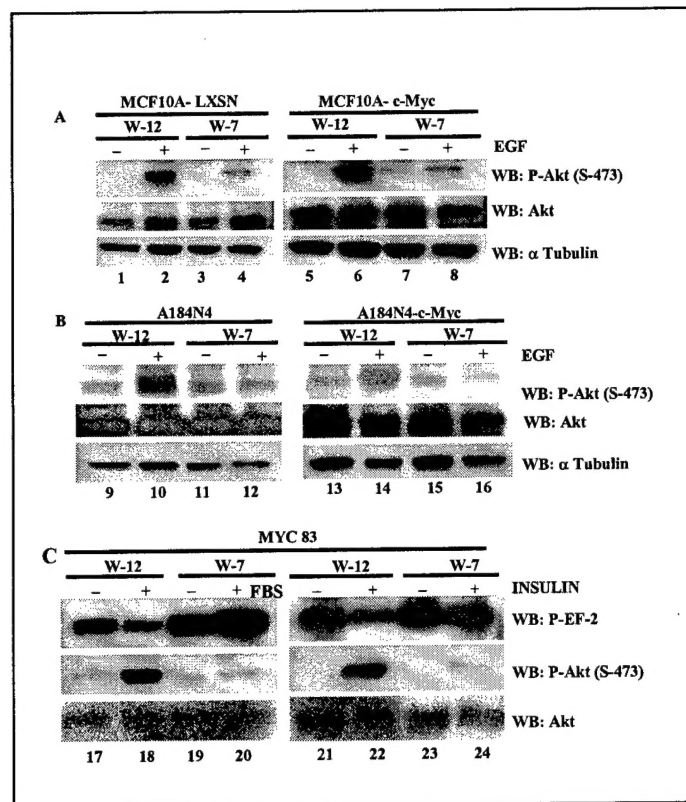 A
MCF10A- LXSN MCF10A- c-Myc
W-12 W-7 W-12 W-7
– + – + – + – + EGF
WB: P-Akt (S-473)
WB: Akt
WB: α Tubulin
1 2 3 4 5 6 7 8
B
A184N4 A184N4-c-Myc
W-12 W-7 W-12 W-7
– + – + – + – + EGF
WB: P-Akt (S-473)
WB: Akt
WB: α Tubulin
9 10 11 12 13 14 15 16
C
MYC 83
W-12 W-7 W-12 W-7
– + – + FBS – + – + INSULIN
WB: P-EF-2
WB: P-Akt (S-473)
WB: Akt
17 18 19 20 21 22 23 24